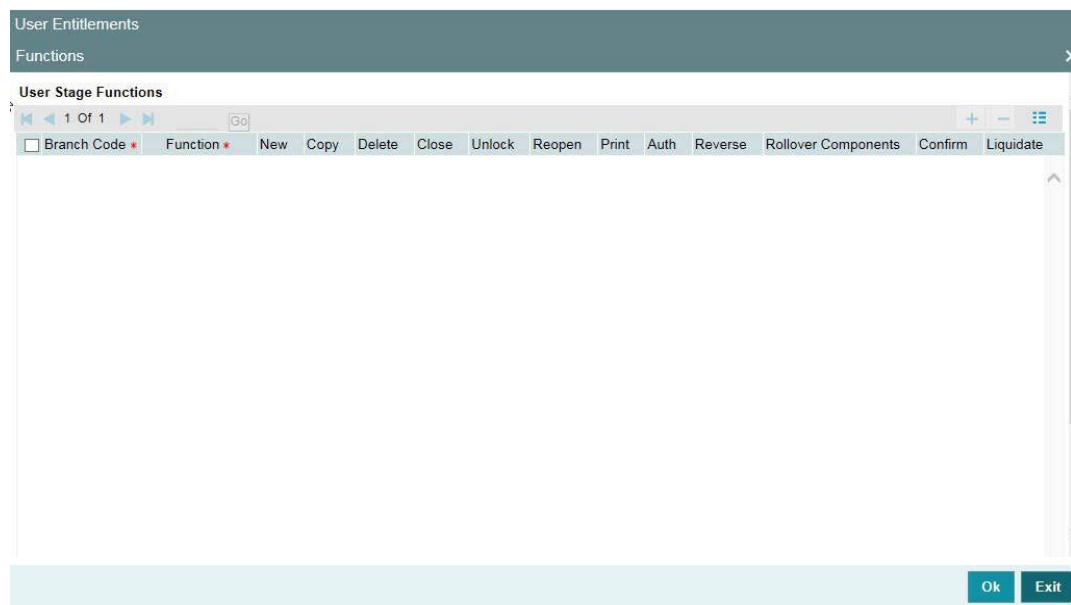 User Entitlements
Functions
User Stage Functions
1 Of 1 Go
Branch Code * Function * New Copy Delete Close Unlock Reopen Print Auth Reverse Rollover Components Confirm Liquidate
Ok Exit